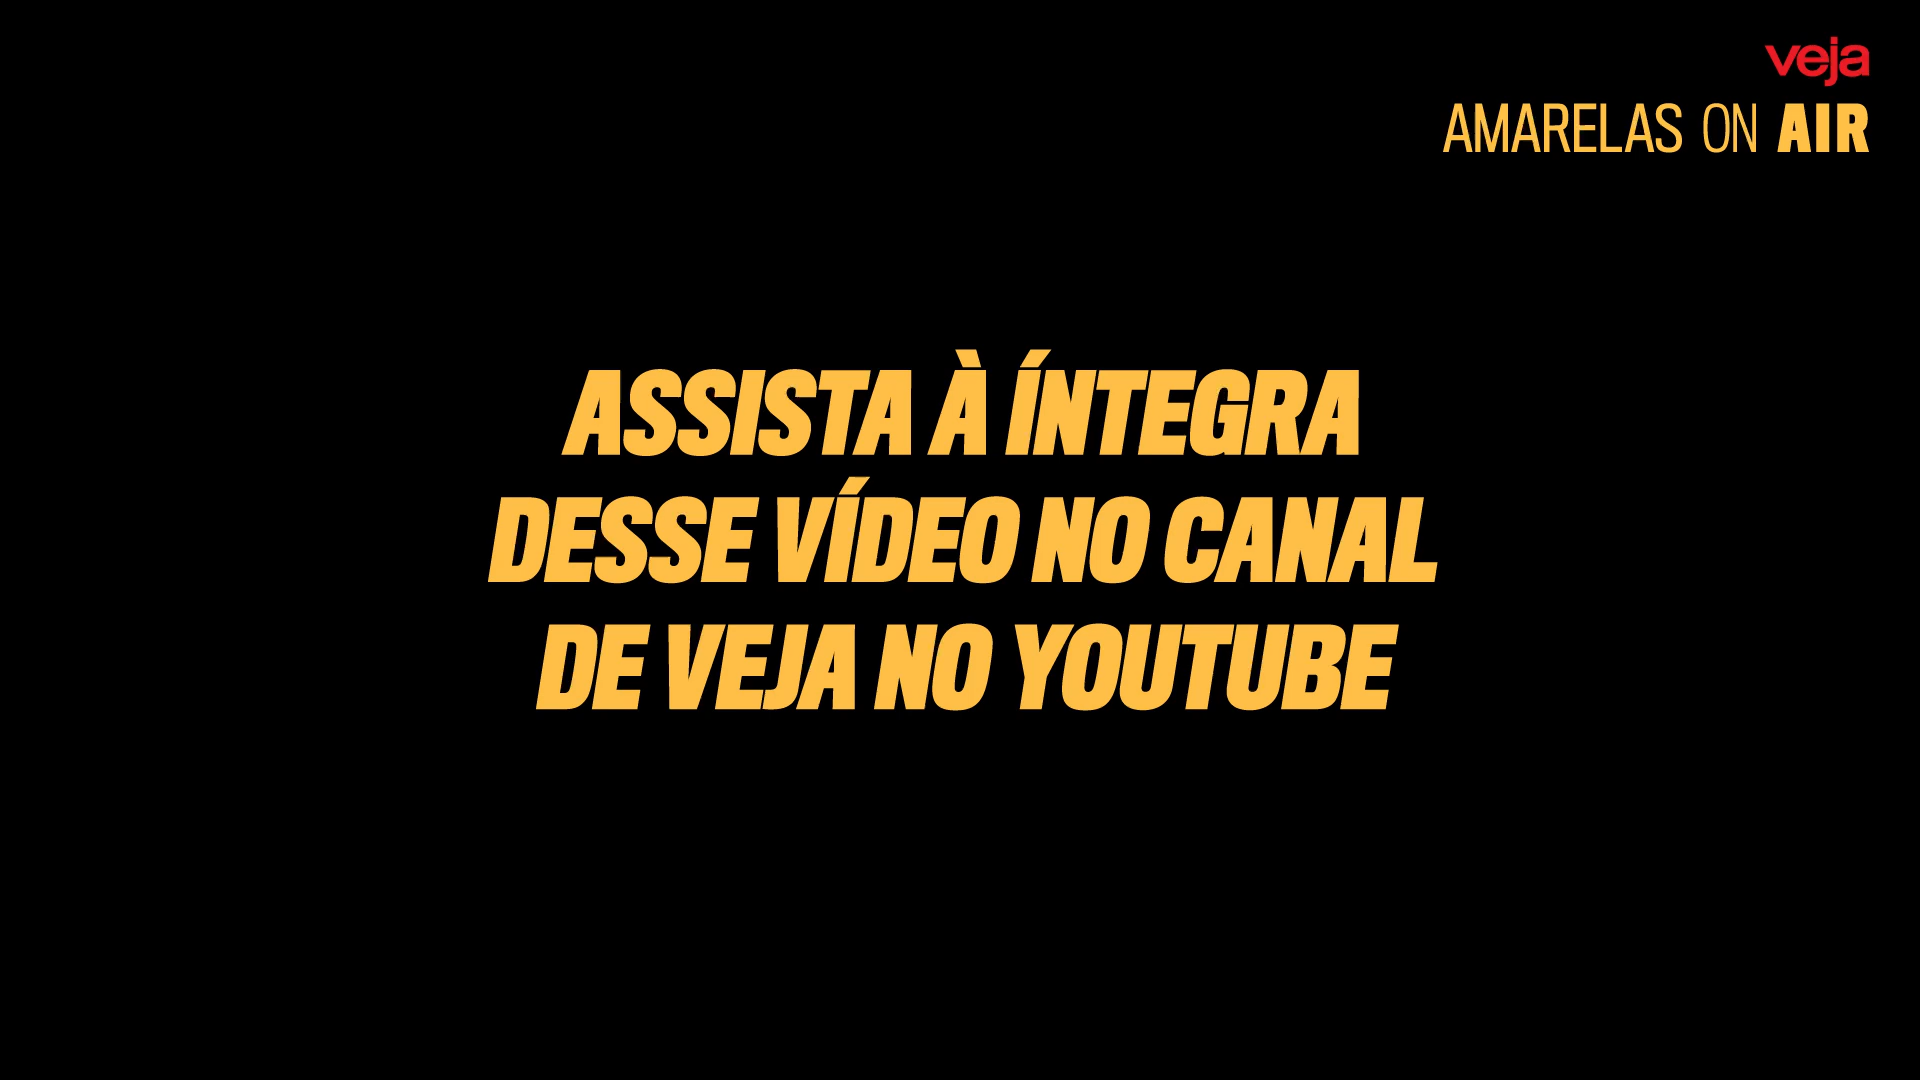 veja
AMARELAS ON AIR
ASSISTA À ÍNTEGRA
DESSE VÍDEO NO CANAL
DE VEJA NO YOUTUBE